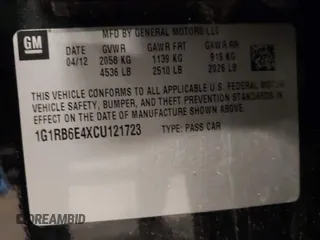 MFD BY GENERAL MOTORS LLC
GM
DATE GVWR GAWR FRT GAWR RR
04/12 2058 KG 1139 KG 919 KG
4536 LB 2510 LB 2026 LB
THIS VEHICLE CONFORMS TO ALL APPLICABLE U.S. FEDERAL MOTOR
VEHICLE SAFETY, BUMPER, AND THEFT PREVENTION STANDARDS
IN EFFECT ON THE DATE OF MANUFACTURE SHOWN ABOVE.
1G1RB6E4XCU121723 TYPE: PASS CAR
© iDreamBid